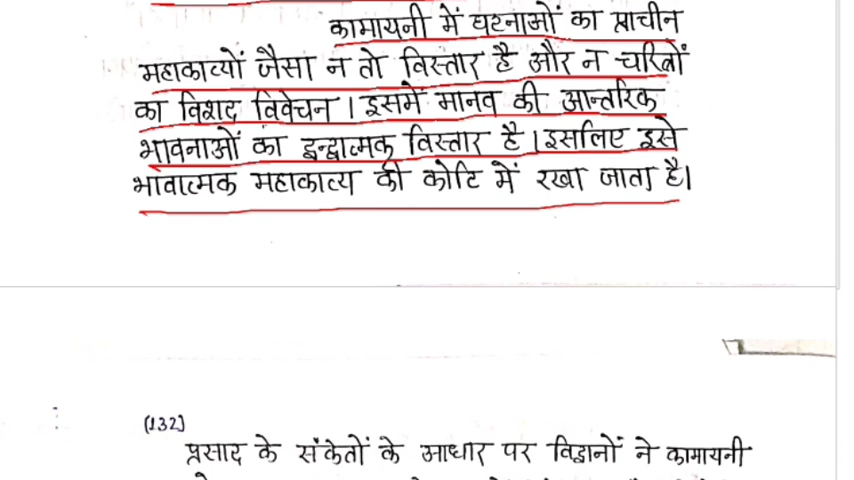 कामायनी में घटनाओं का प्राचीन
महाकाव्यों जैसा न तो विस्तार है और न चरित्रों
का विशद विवेचन । इसमें मानव की आन्तरिक
भावनाओं का द्वन्द्वात्मक विस्तार है । इसलिए इसे
भावात्मक महाकाव्य की कोटि में रखा जाता है।
(132)
प्रसाद के संकेतों के आधार पर विद्वानों ने कामायनी